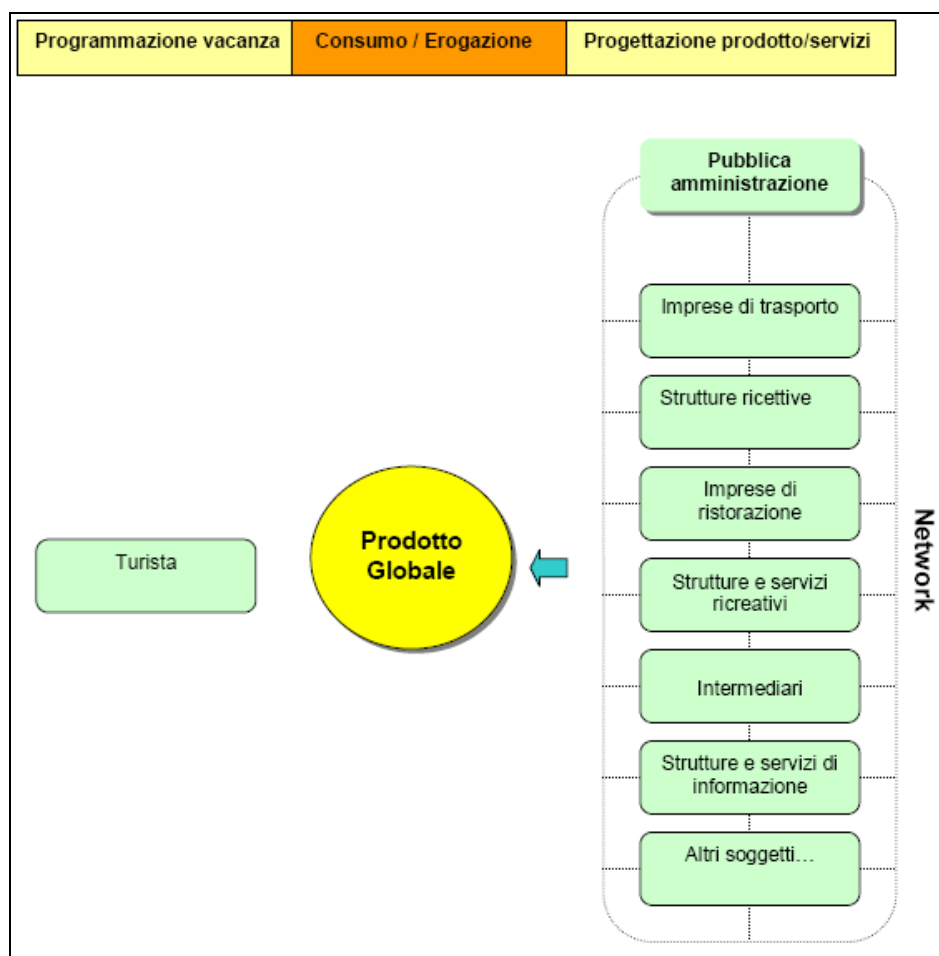 Programmazione vacanza
Consumo / Erogazione
Progettazione prodotto/servizi
Pubblica
amministrazione
Imprese di trasporto
Strutture ricettive
Imprese di
ristorazione
Prodotto
Globale
Turista
Strutture e servizi
ricreativi
Intermediari
Strutture e servizi di
informazione
Altri soggetti…
Network